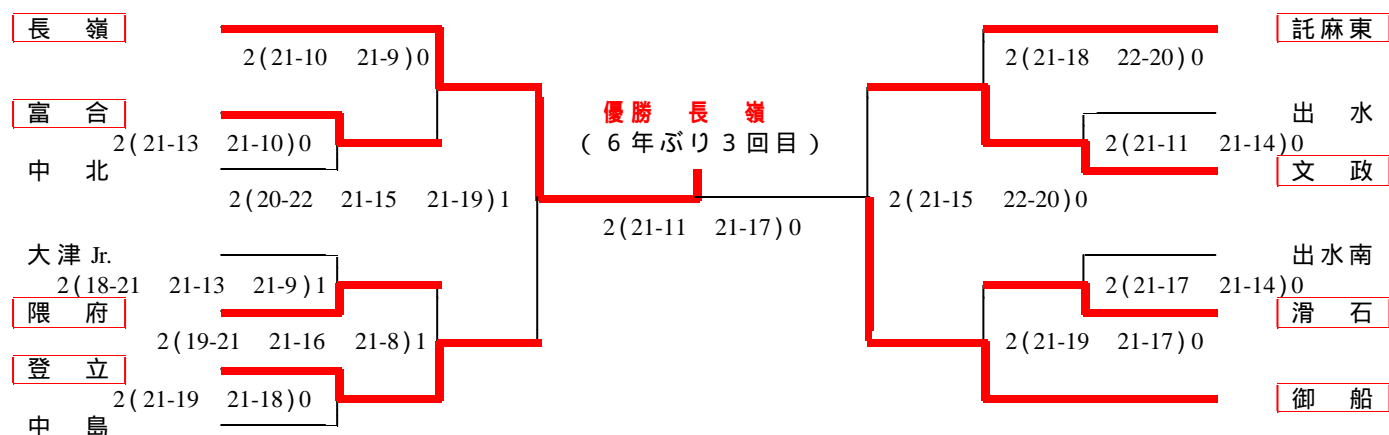 長 嶺
2(21-10 21-9)0
富 合
2(21-13 21-10)0
中 北
2(20-22 21-15 21-19)1
大津 Jr.
2(18-21 21-13 21-9)1
隈 府
2(19-21 21-16 21-8)1
登 立
2(21-19 21-18)0
中 島
優勝 長 嶺
(6年ぶり3回目)
2(21-11 21-17)0
託麻東
2(21-18 22-20)0
出 水
2(21-11 21-14)0
文 政
2(21-15 22-20)0
出水南
2(21-17 21-14)0
滑 石
2(21-19 21-17)0
御 船